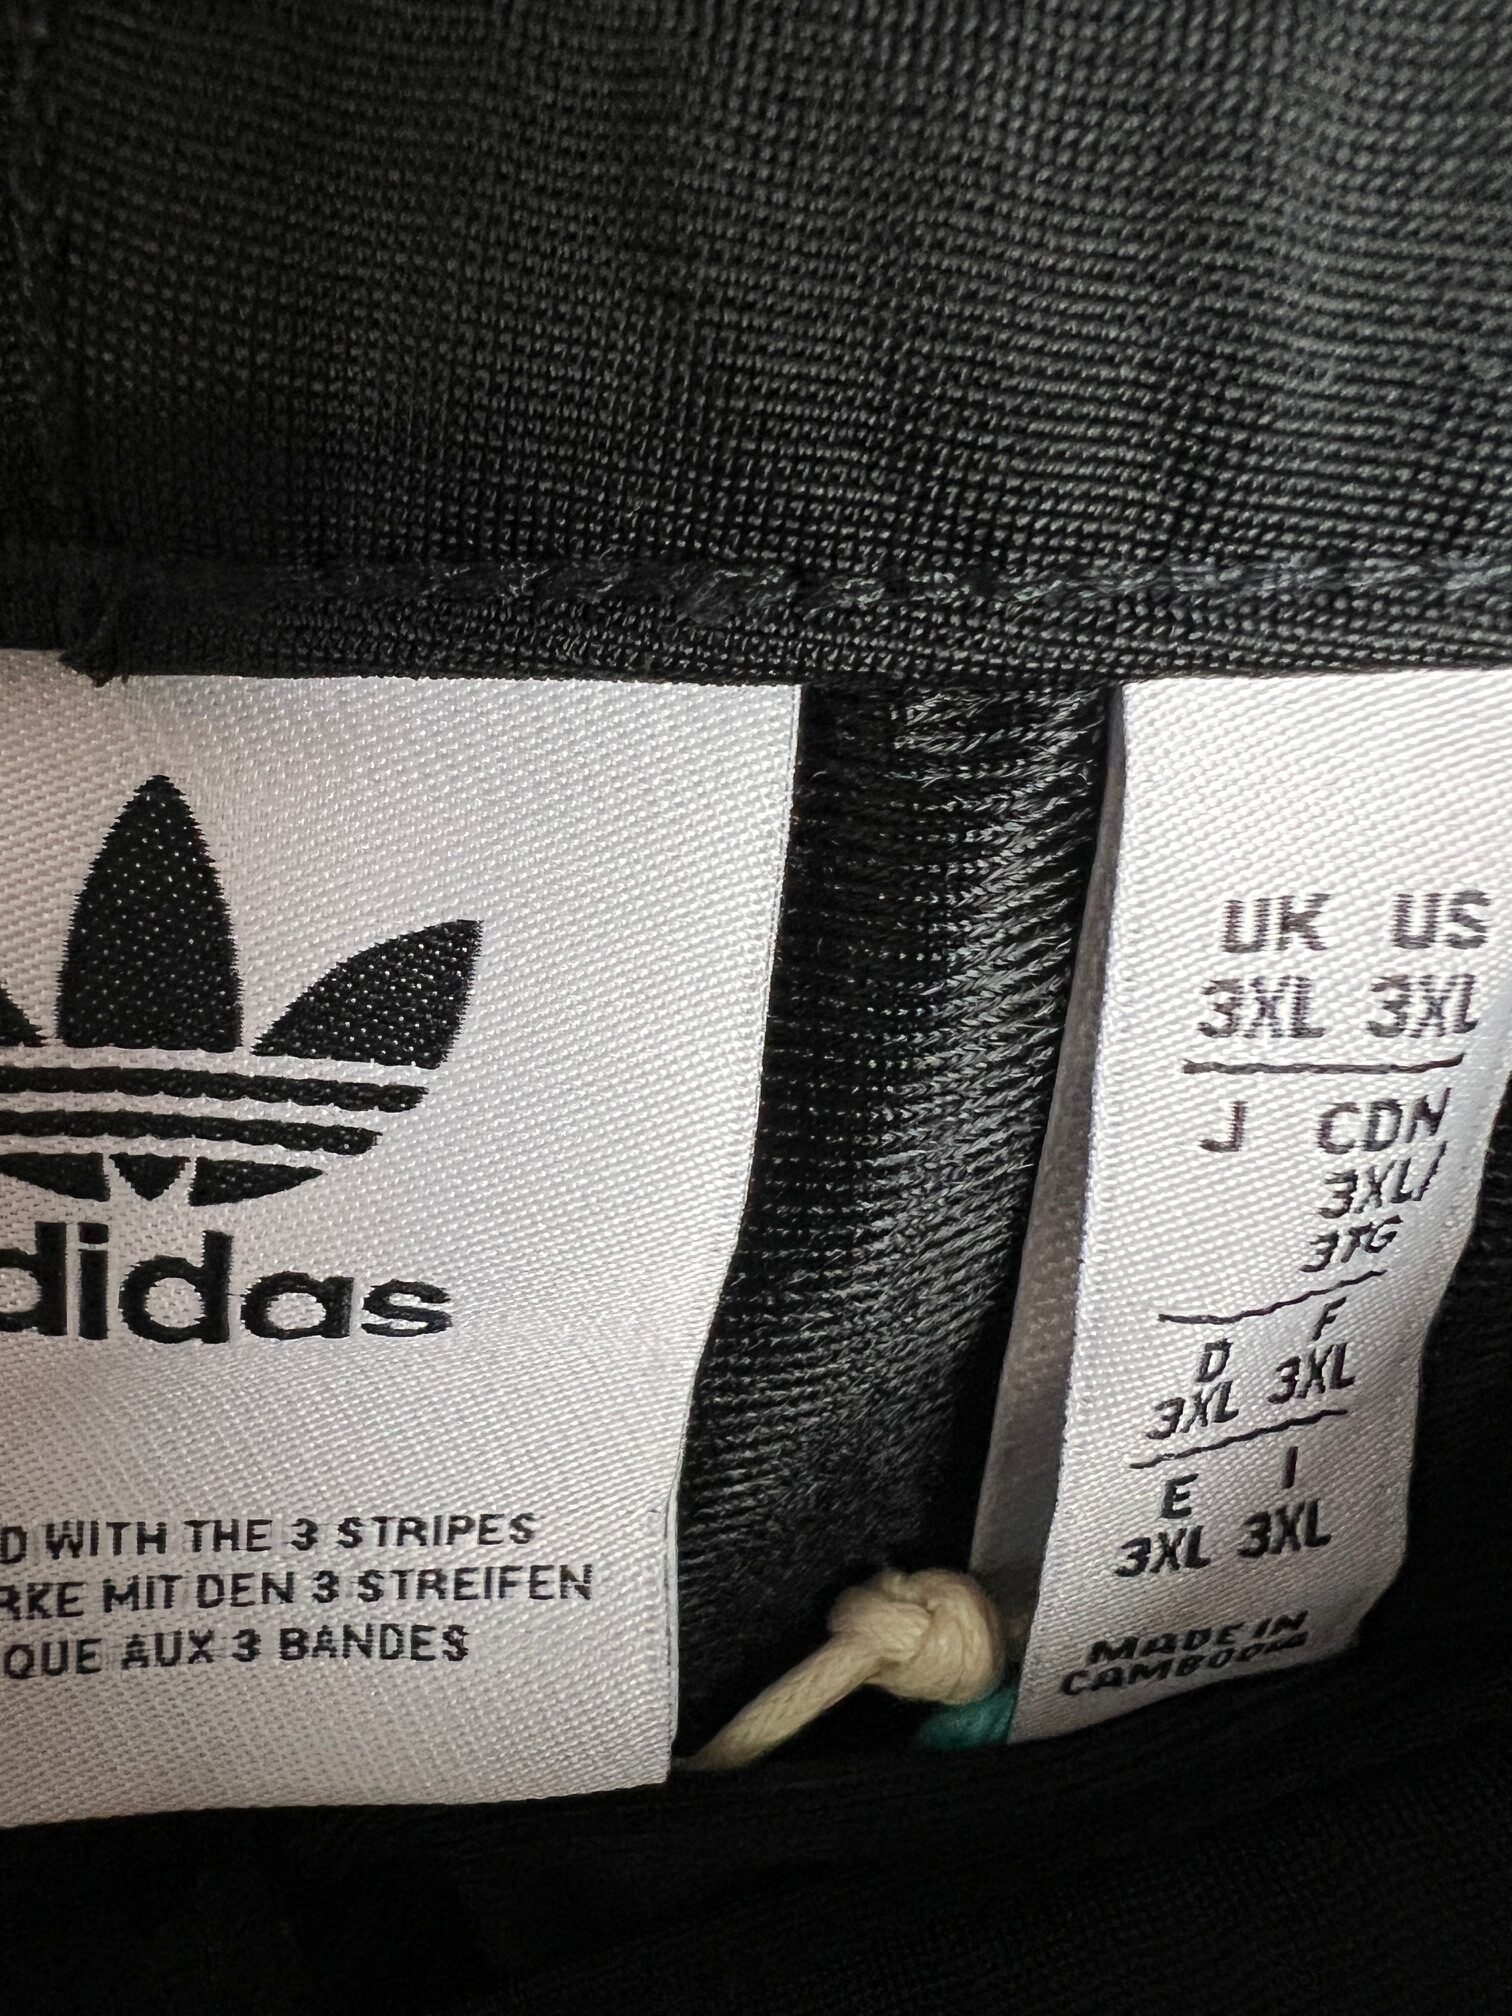 didas
D WITH THE 3 STRIPES
RKE MIT DEN 3 STREIFEN
QUE AUX 3 BANDES
UK US
3XL 3XL
J CDN
3XL/
3TG
D F
3XL 3XL
E I
3XL 3XL
MADE IN
CAMBODIA